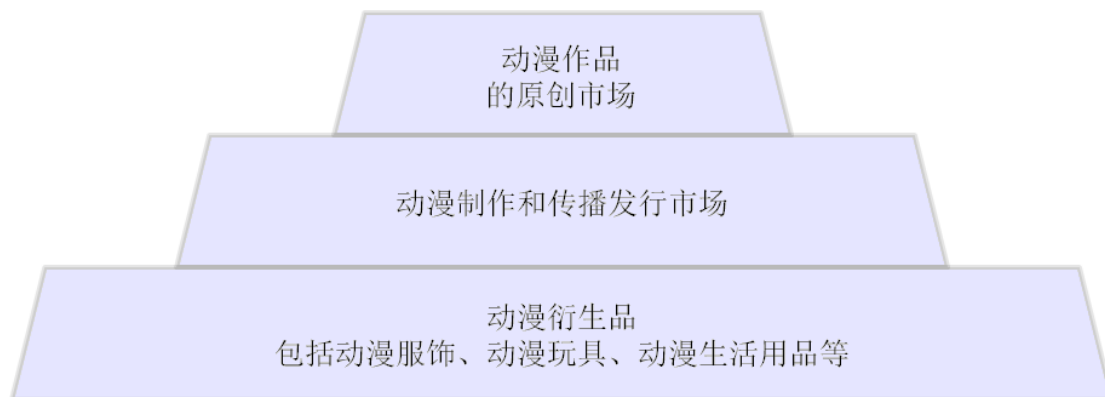 动漫作品
的原创市场
动漫制作和传播发行市场
动漫衍生品
包括动漫服饰、动漫玩具、动漫生活用品等